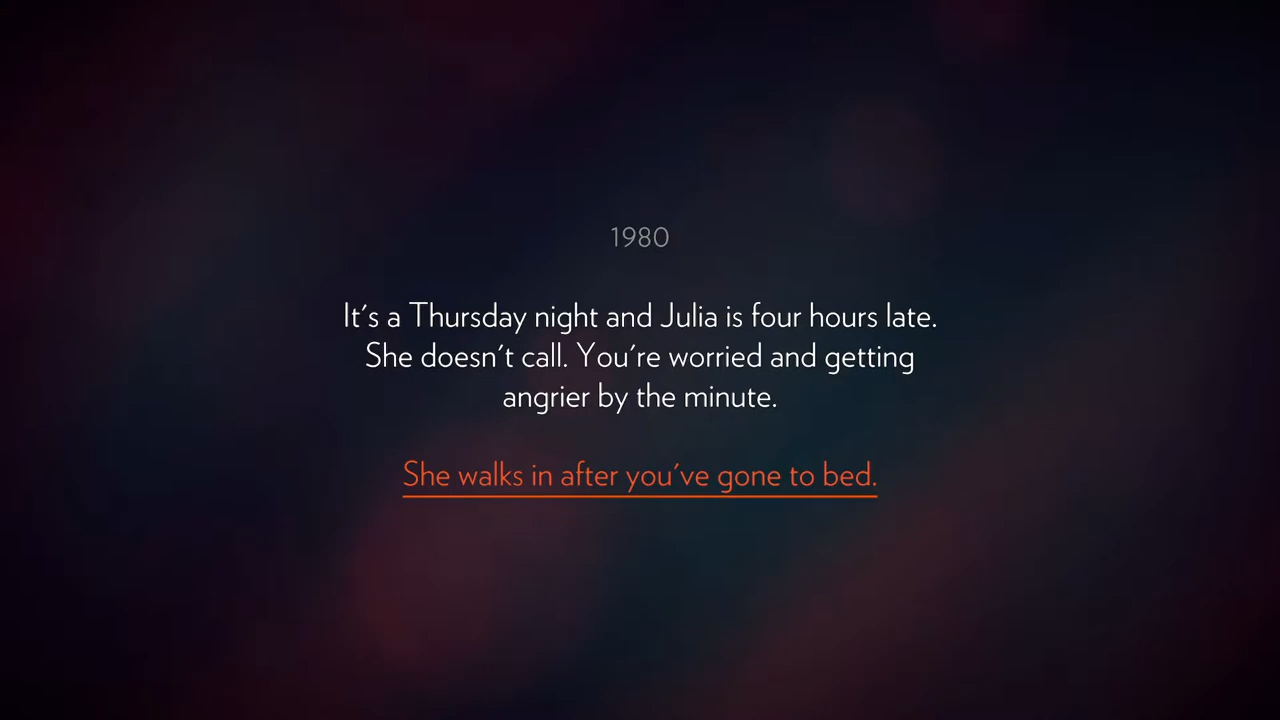 1980
It's a Thursday night and Julia is four hours late.
She doesn't call. You're worried and getting
angrier by the minute.
She walks in after you've gone to bed.